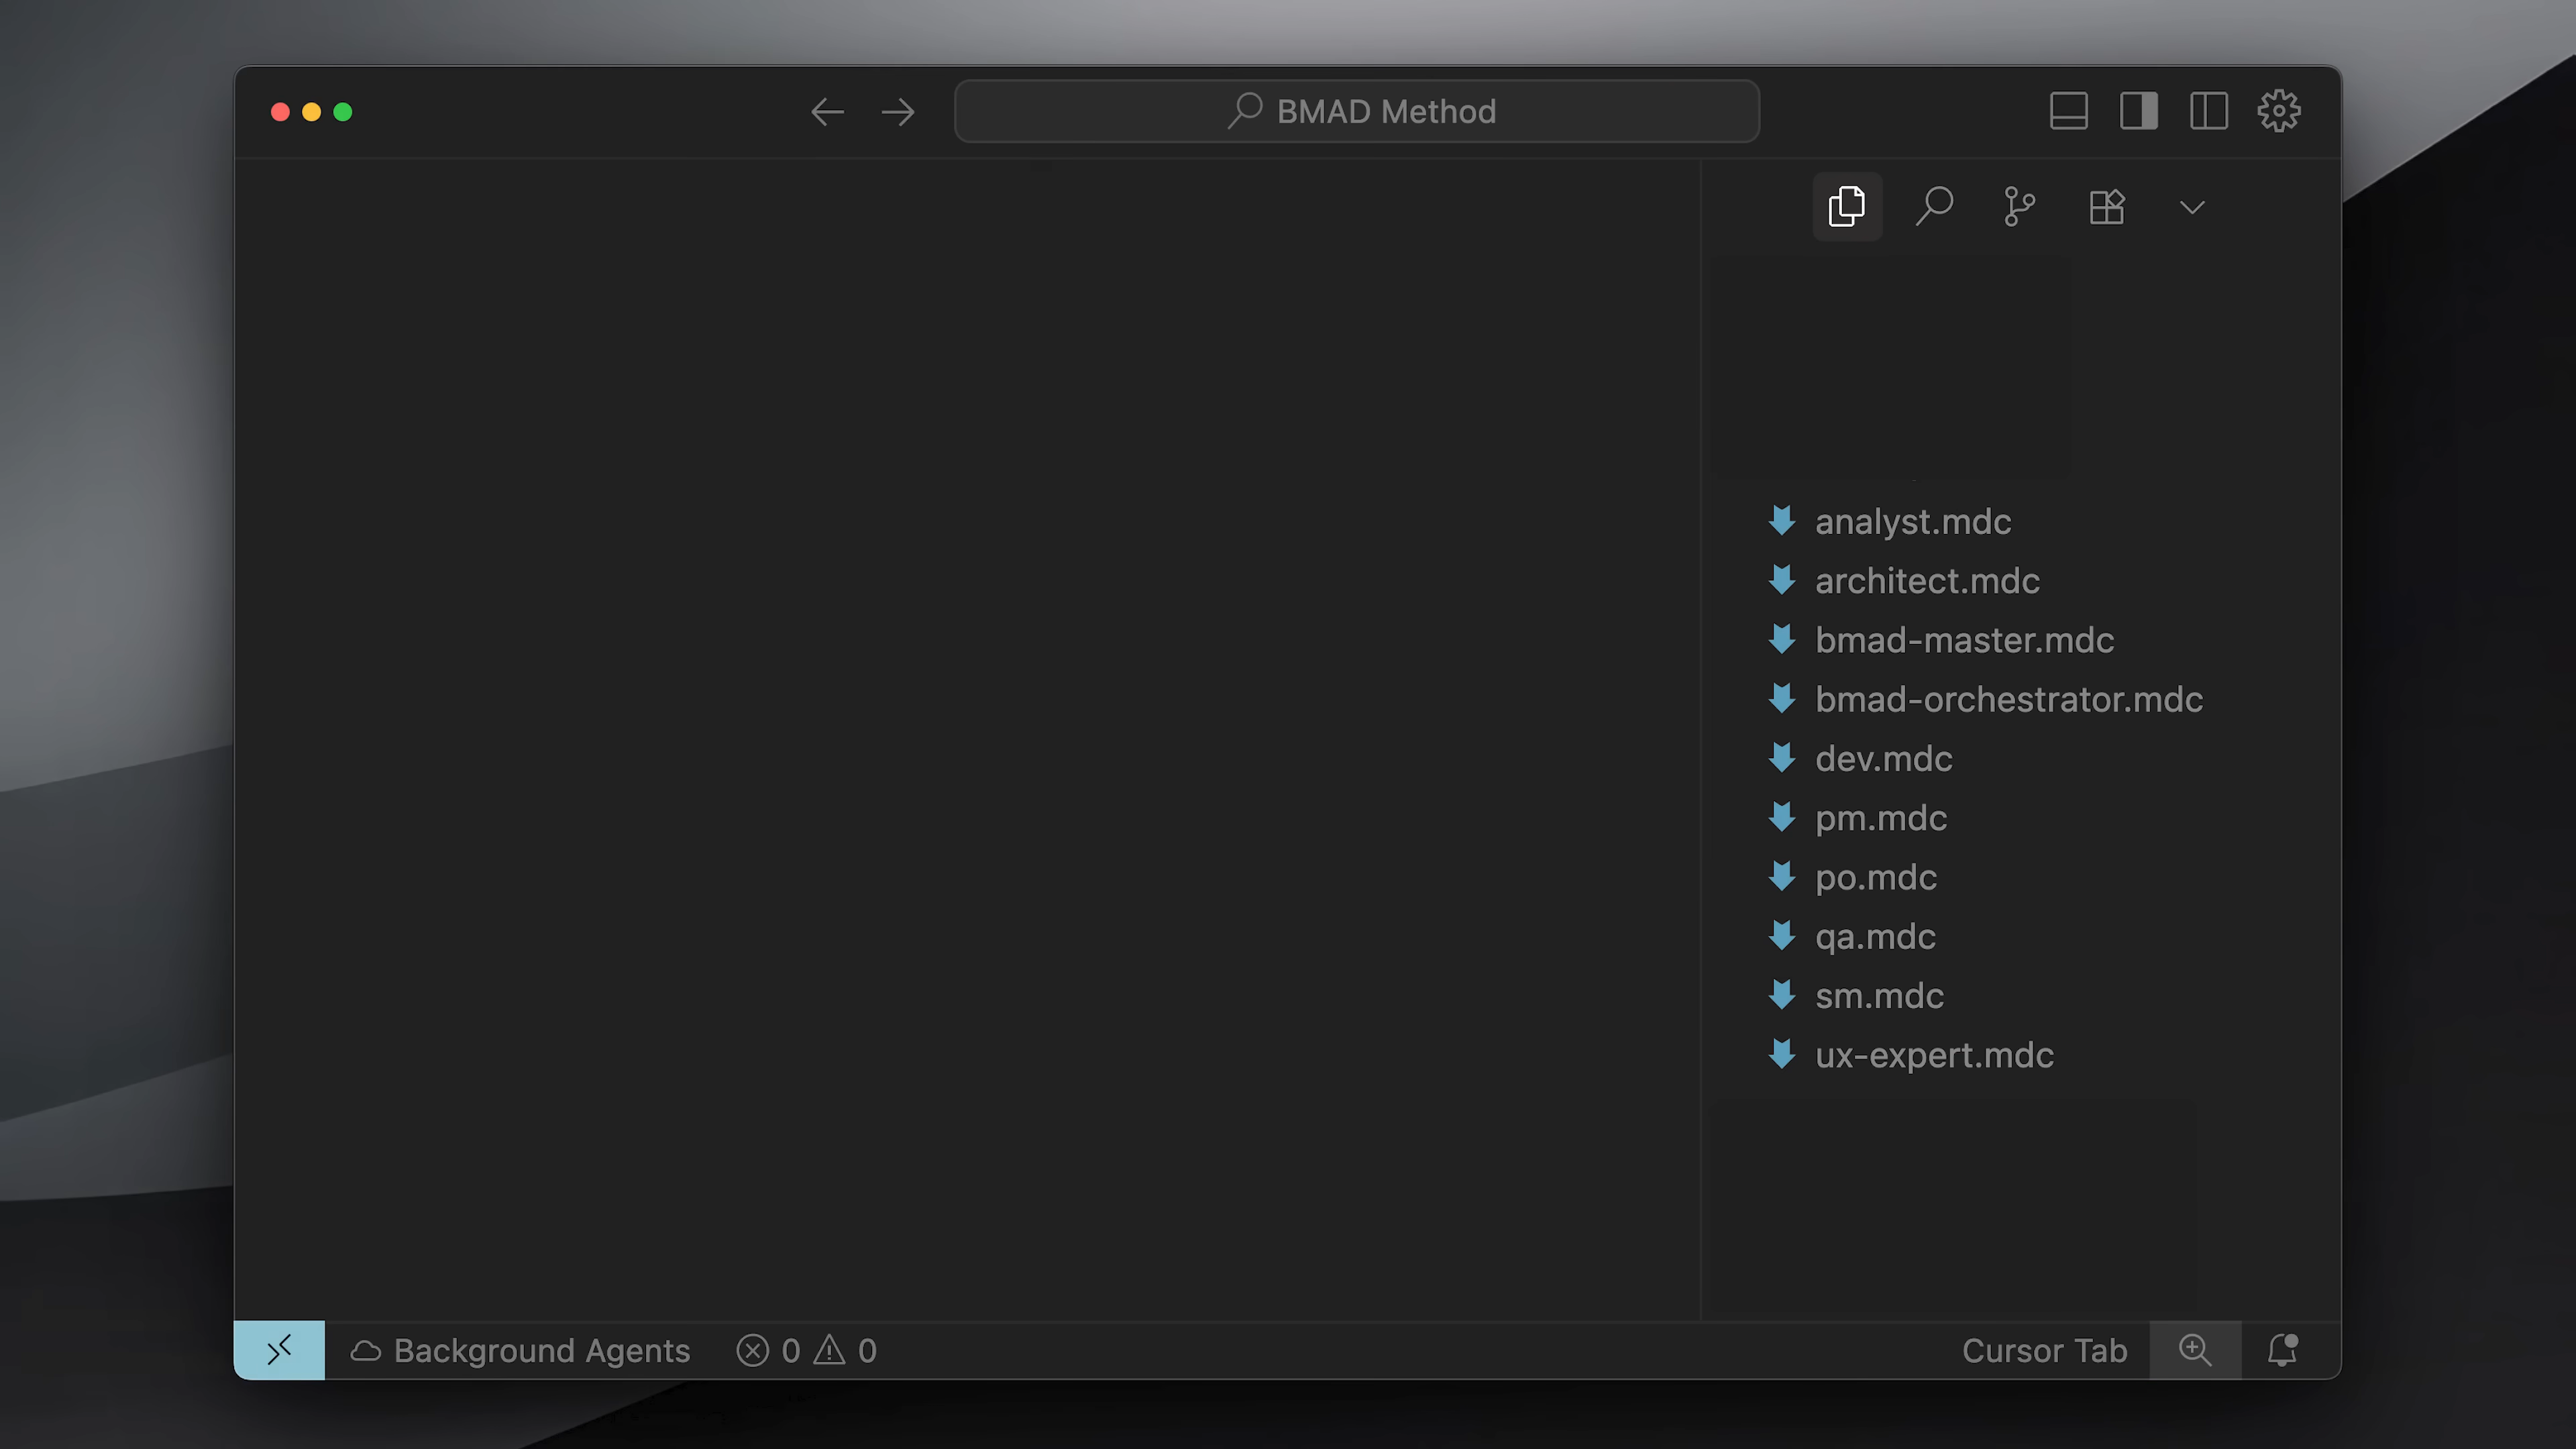 BMAD Method
analyst.mdc
architect.mdc
bmad-master.mdc
bmad-orchestrator.mdc
dev.mdc
pm.mdc
po.mdc
qa.mdc
sm.mdc
ux-expert.mdc
Background Agents 0 0 Cursor Tab